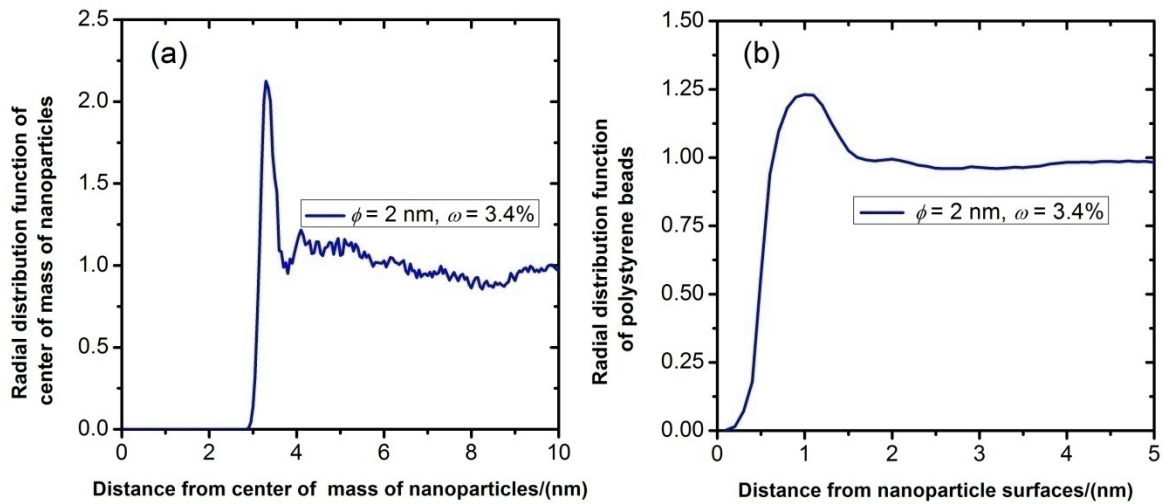 (a)
Radial distribution function of
center of mass of nanoparticles
2.5
2.0
1.5
1.0
0.5
0.0
ϕ = 2 nm, ω = 3.4%
0 2 4 6 8 10
Distance from center of mass of nanoparticles/(nm)
(b)
Radial distribution function
of polystyrene beads
1.50
1.25
1.00
0.75
0.50
0.25
0.00
ϕ = 2 nm, ω = 3.4%
0 1 2 3 4 5
Distance from nanoparticle surfaces/(nm)